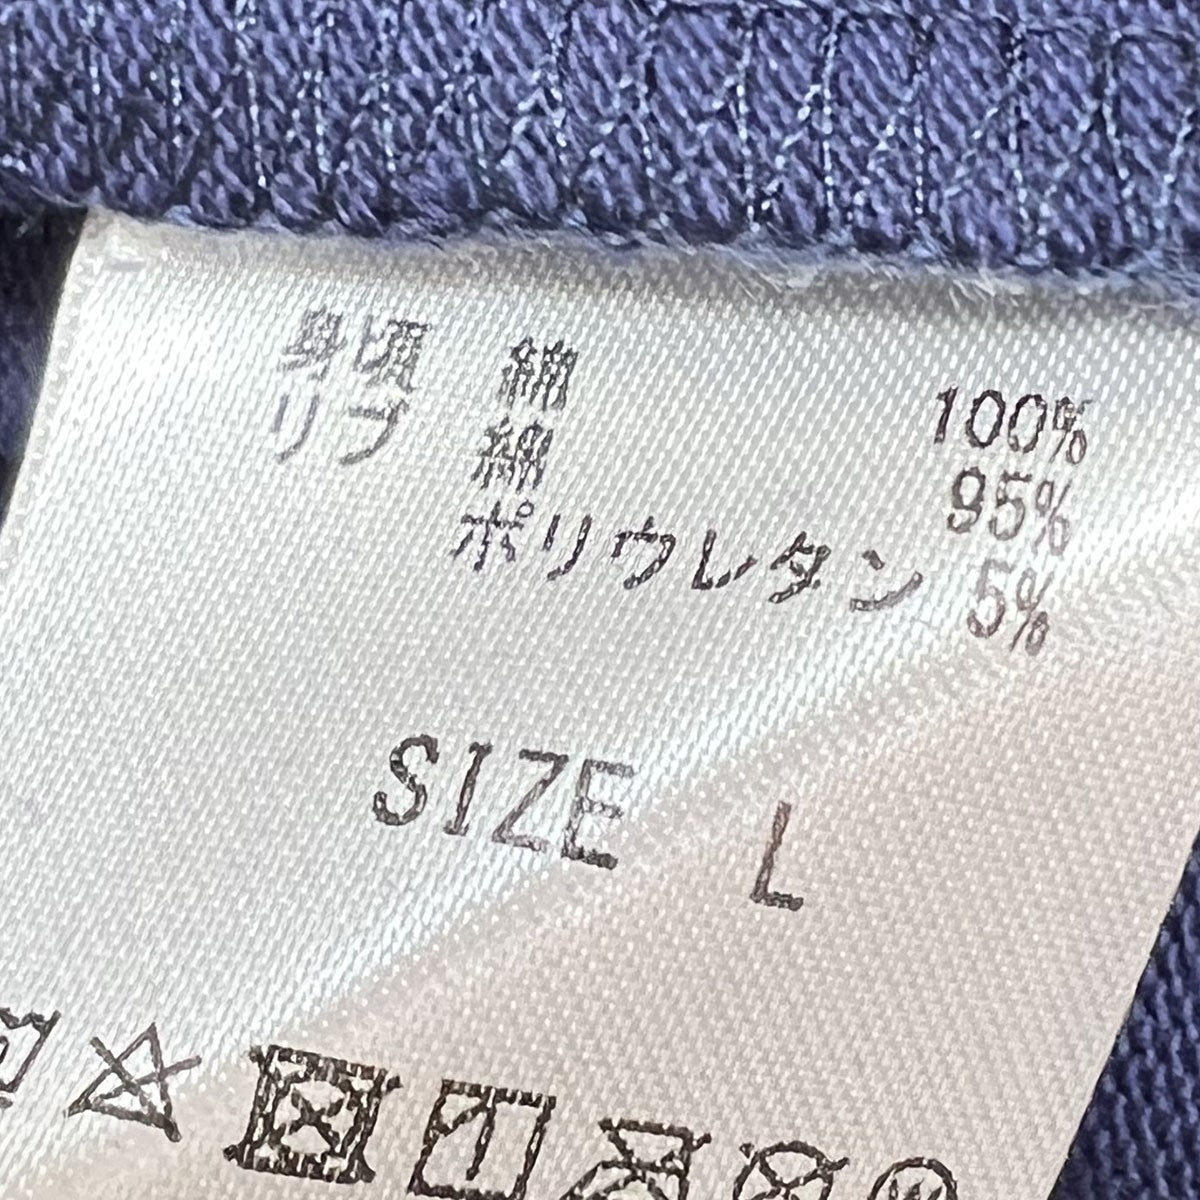 身頃 綿 100%
リブ 綿 95%
ポリウレタン 5%
SIZE L